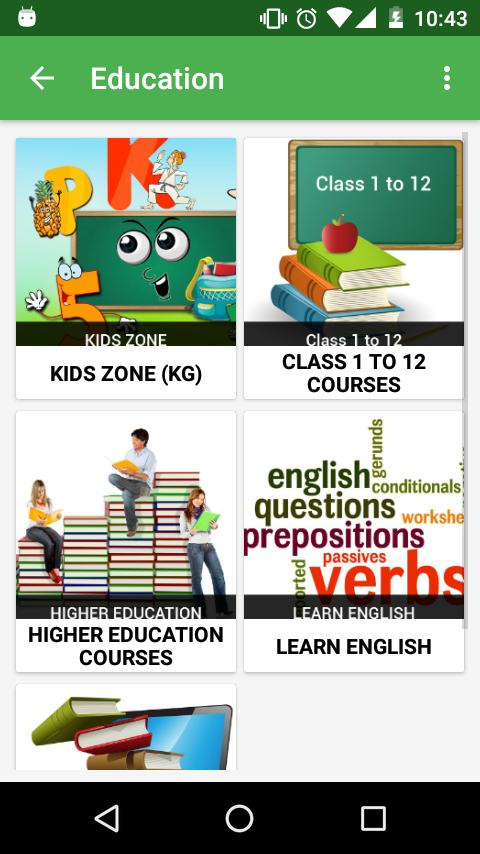 10:43
Education
P
K
5
KIDS ZONE
KIDS ZONE (KG)
Class 1 to 12
Class 1 to 12
CLASS 1 TO 12
COURSES
HIGHER EDUCATION
HIGHER EDUCATION
COURSES
gerunds
english
conditionals
questions
prepositions
passives
verbs
LEARN ENGLISH
LEARN ENGLISH